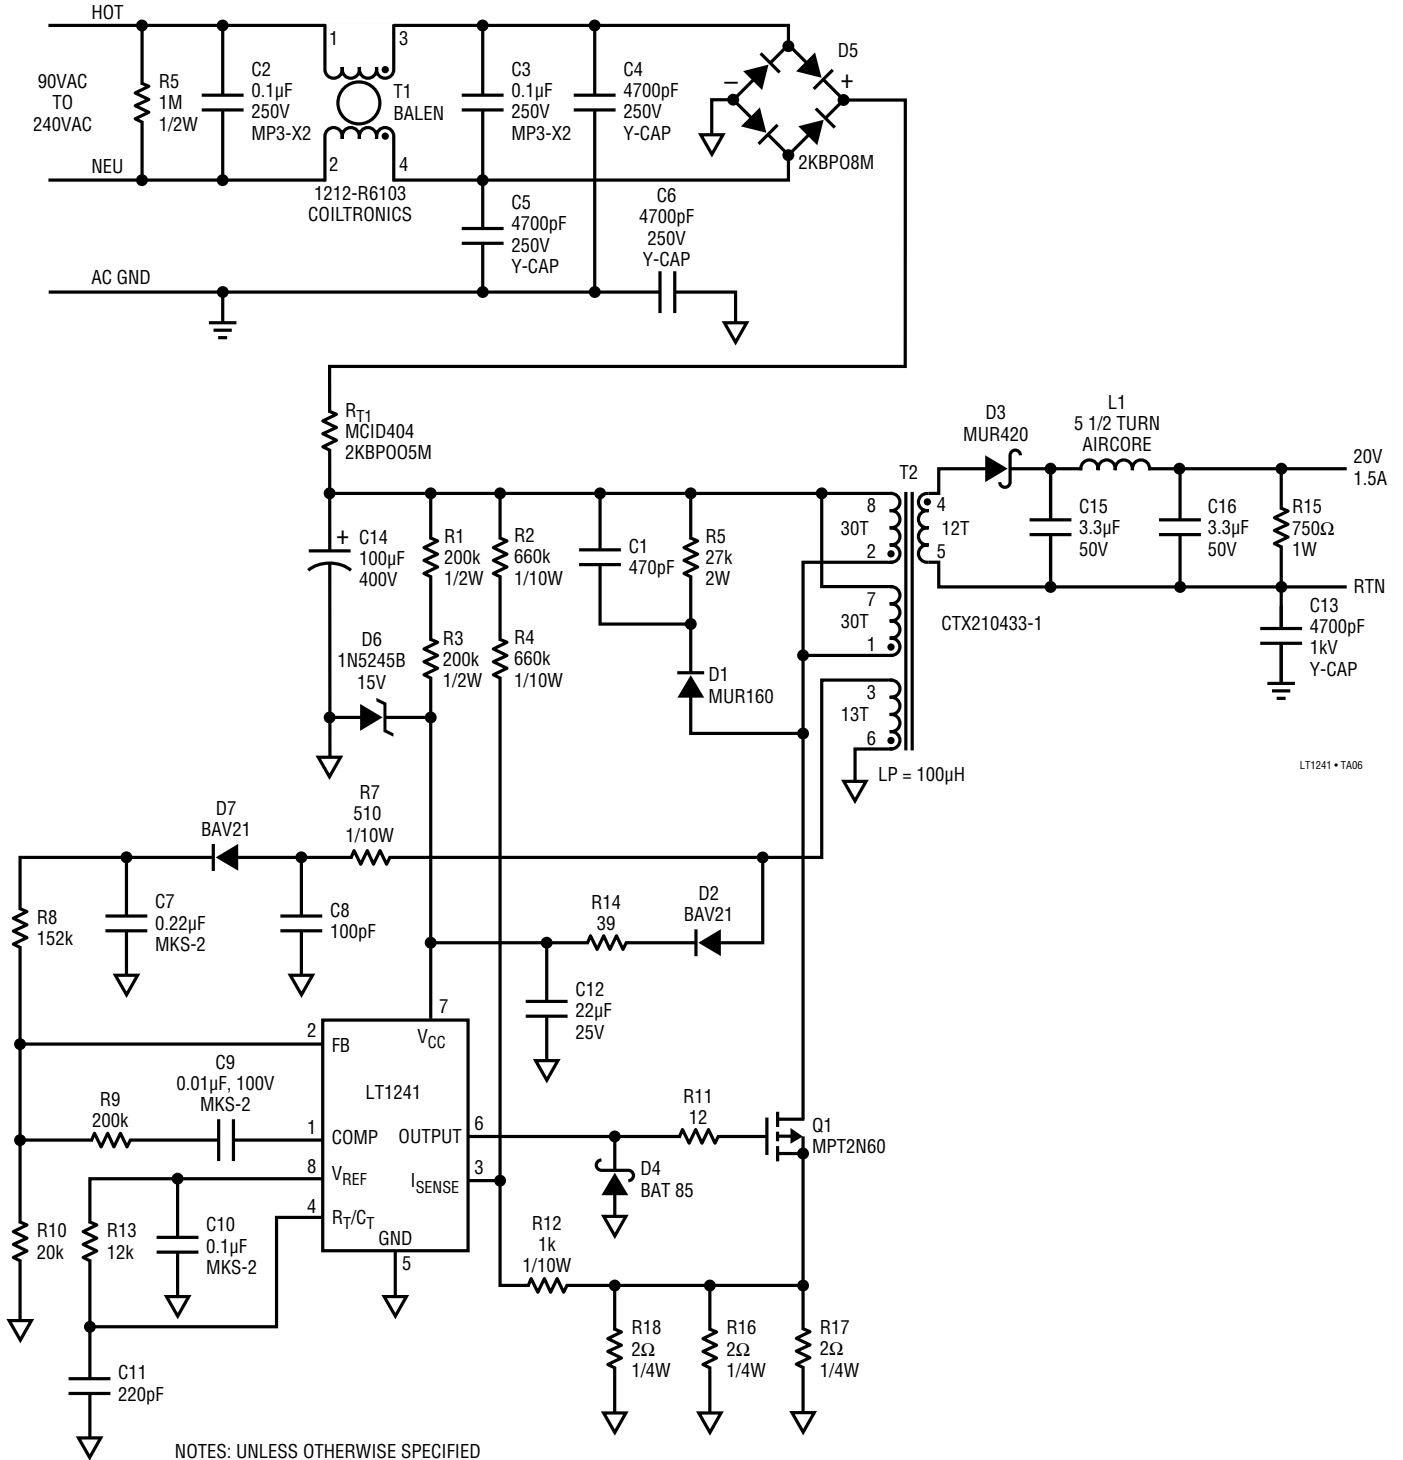 HOT
90VAC
TO
240VAC
R5
1M
1/2W
C2
0.1µF
250V
MP3-X2
1
3
T1
BALEN
2
4
1212-R6103
COILTRONICS
C3
0.1µF
250V
MP3-X2
C4
4700pF
250V
Y-CAP
D5
–
+
2KBPO8M
NEU
C5
4700pF
250V
Y-CAP
C6
4700pF
250V
Y-CAP
AC GND
RT1
MCID404
2KBPOO5M
+
C14
100µF
400V
R1
200k
1/2W
R2
660k
1/10W
C1
470pF
R5
27k
2W
D6
1N5245B
15V
R3
200k
1/2W
R4
660k
1/10W
D1
MUR160
T2
8
30T
2
7
30T
1
3
13T
6
4
12T
5
LP = 100µH
CTX210433-1
D3
MUR420
L1
5 1/2 TURN
AIRCORE
C15
3.3µF
50V
C16
3.3µF
50V
R15
750Ω
1W
20V
1.5A
RTN
C13
4700pF
1kV
Y-CAP
LT1241 • TA06
D7
BAV21
R7
510
1/10W
R8
152k
C7
0.22µF
MKS-2
C8
100pF
R14
39
D2
BAV21
C12
22µF
25V
7
VCC
2
FB
LT1241
C9
0.01µF, 100V
MKS-2
R9
200k
1
COMP
OUTPUT
6
8
VREF
ISENSE
3
4
RT/CT
GND
5
R11
12
Q1
MPT2N60
D4
BAT 85
R10
20k
R13
12k
C10
0.1µF
MKS-2
R12
1k
1/10W
C11
220pF
R18
2Ω
1/4W
R16
2Ω
1/4W
R17
2Ω
1/4W
NOTES: UNLESS OTHERWISE SPECIFIED